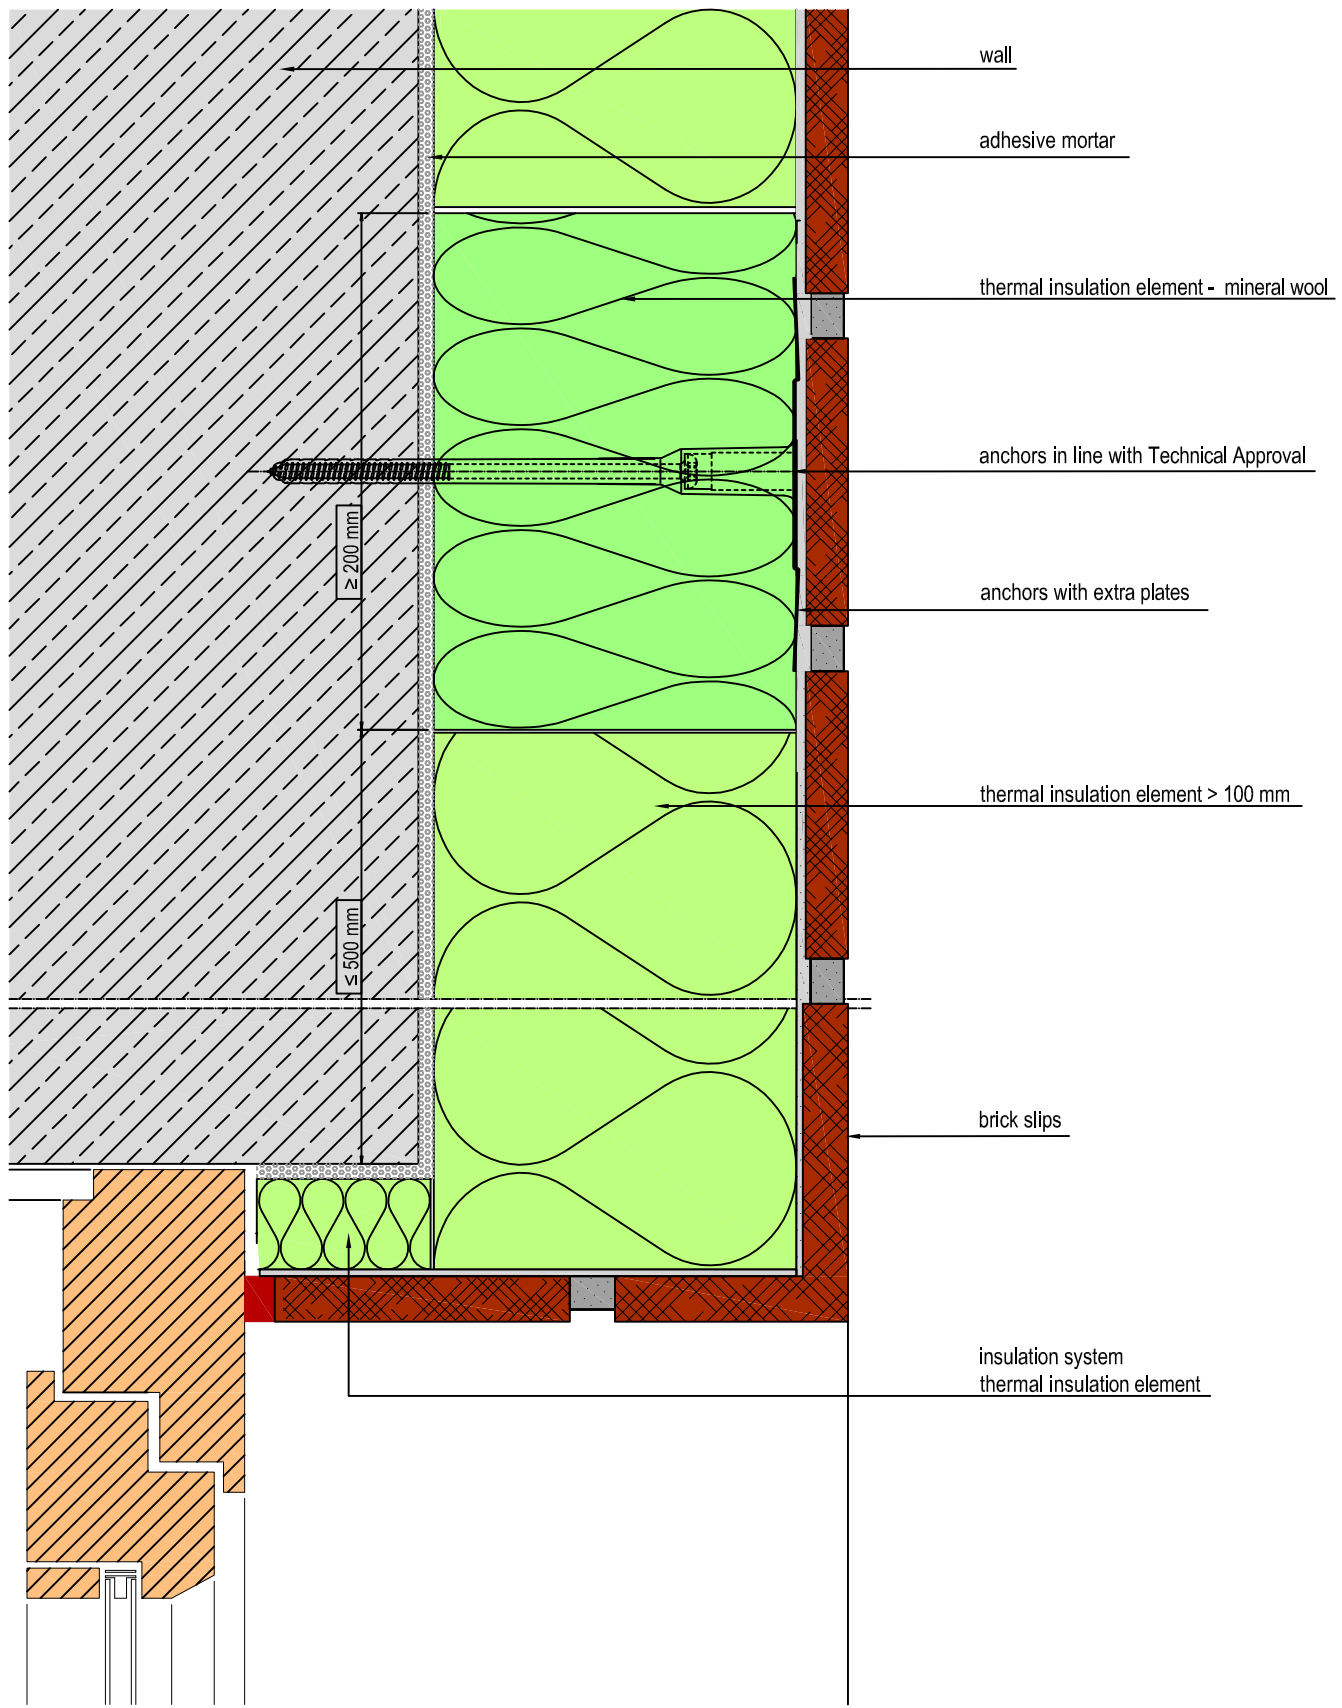 wall
adhesive mortar
thermal insulation element - mineral wool
anchors in line with Technical Approval
≥ 200 mm
anchors with extra plates
thermal insulation element > 100 mm
≤ 500 mm
brick slips
insulation system
thermal insulation element